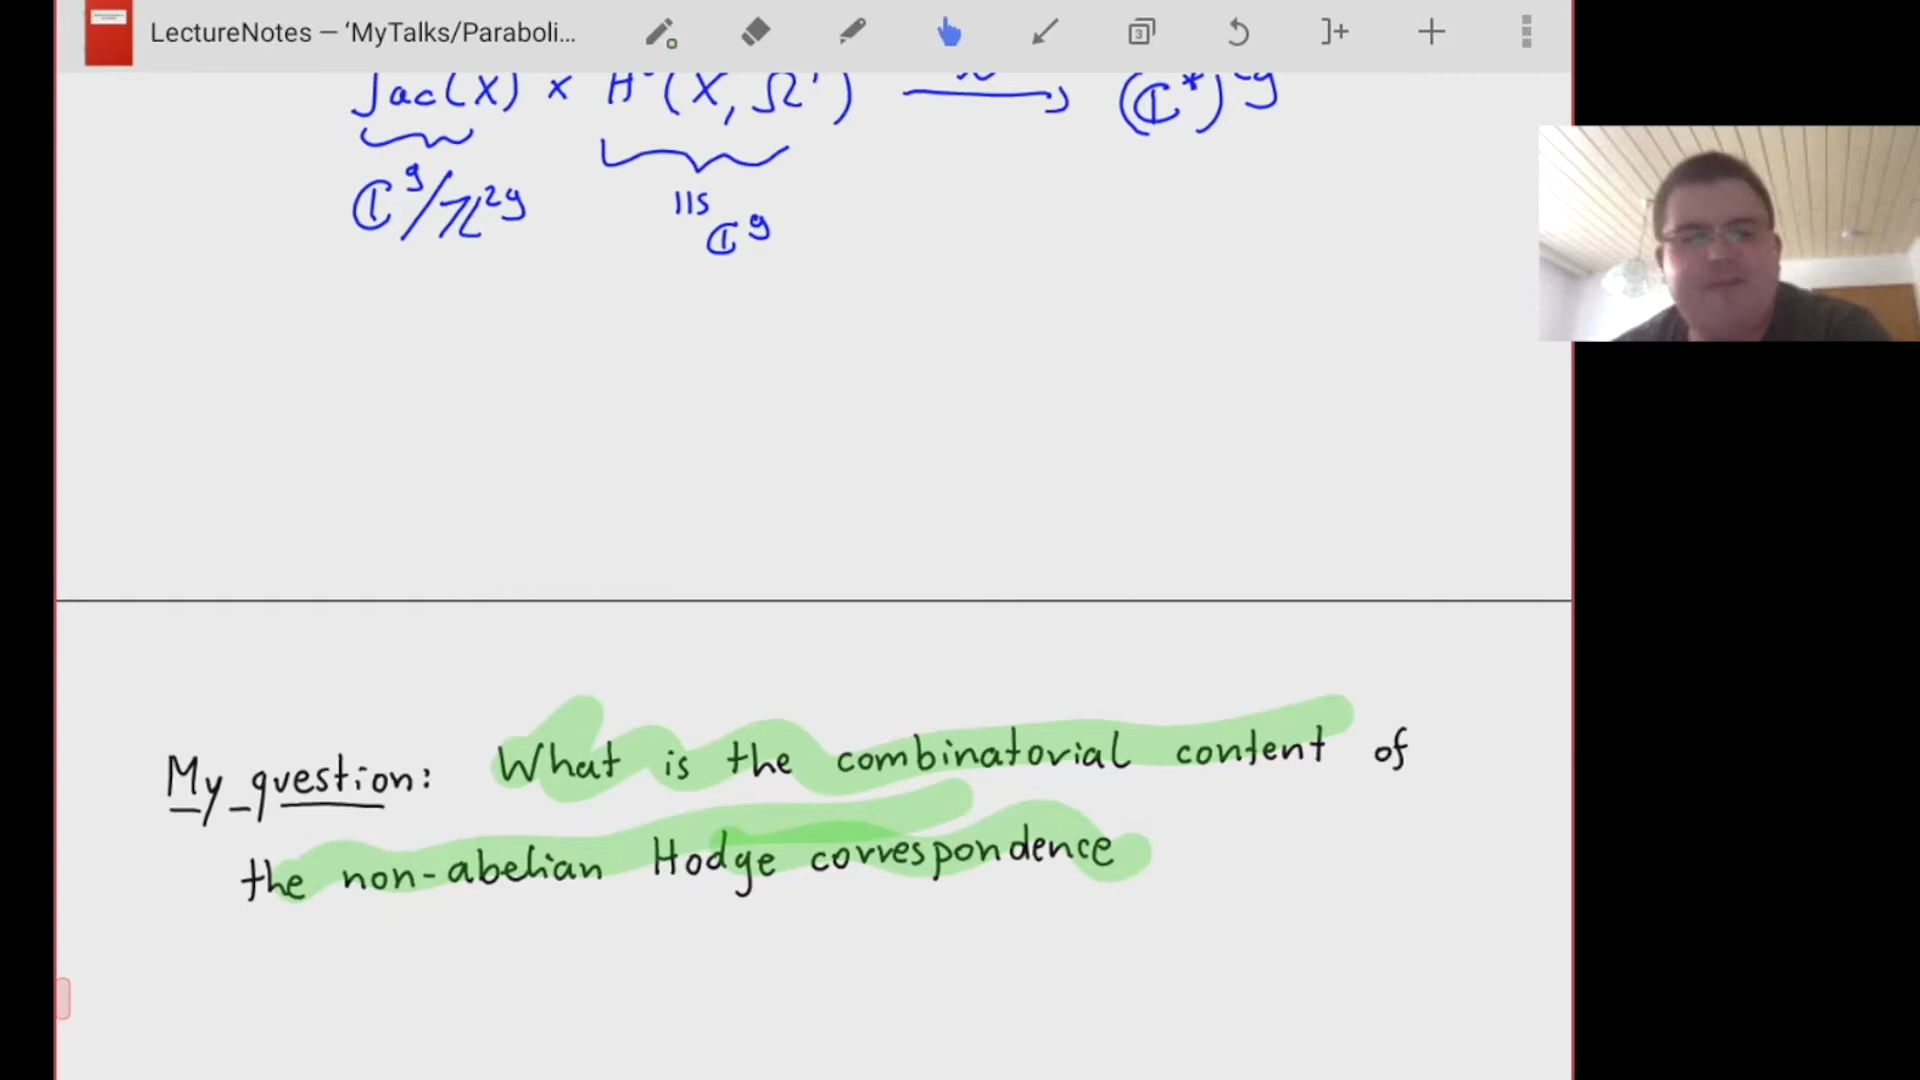 LectureNotes – ‘MyTalks/Paraboli...
3
Jac(X) × H⁰(X, Ω¹) ⟶ (ℂ*)²ᵍ
ℂᵍ/ℤ²ᵍ
≅
ℂᵍ
My question: What is the combinatorial content of
the non-abelian Hodge correspondence